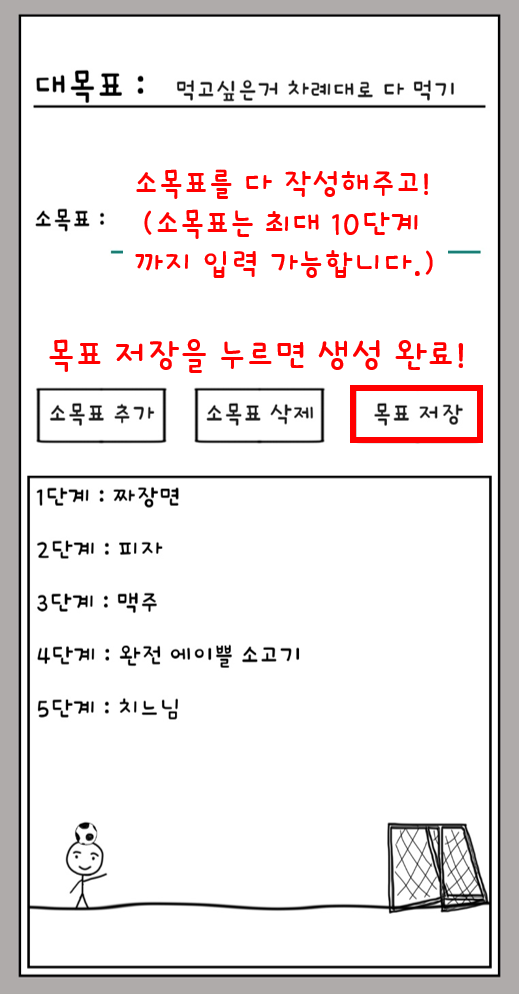 대목표 : 먹고싶은거 차례대로 다 먹기
소목표를 다 작성해주고!
소목표 : (소목표는 최대 10단계
까지 입력 가능합니다.)
목표 저장을 누르면 생성 완료!
소목표 추가 소목표 삭제 목표 저장
1단계 : 짜장면
2단계 : 피자
3단계 : 맥주
4단계 : 완전 에이쁠 소고기
5단계 : 치느님